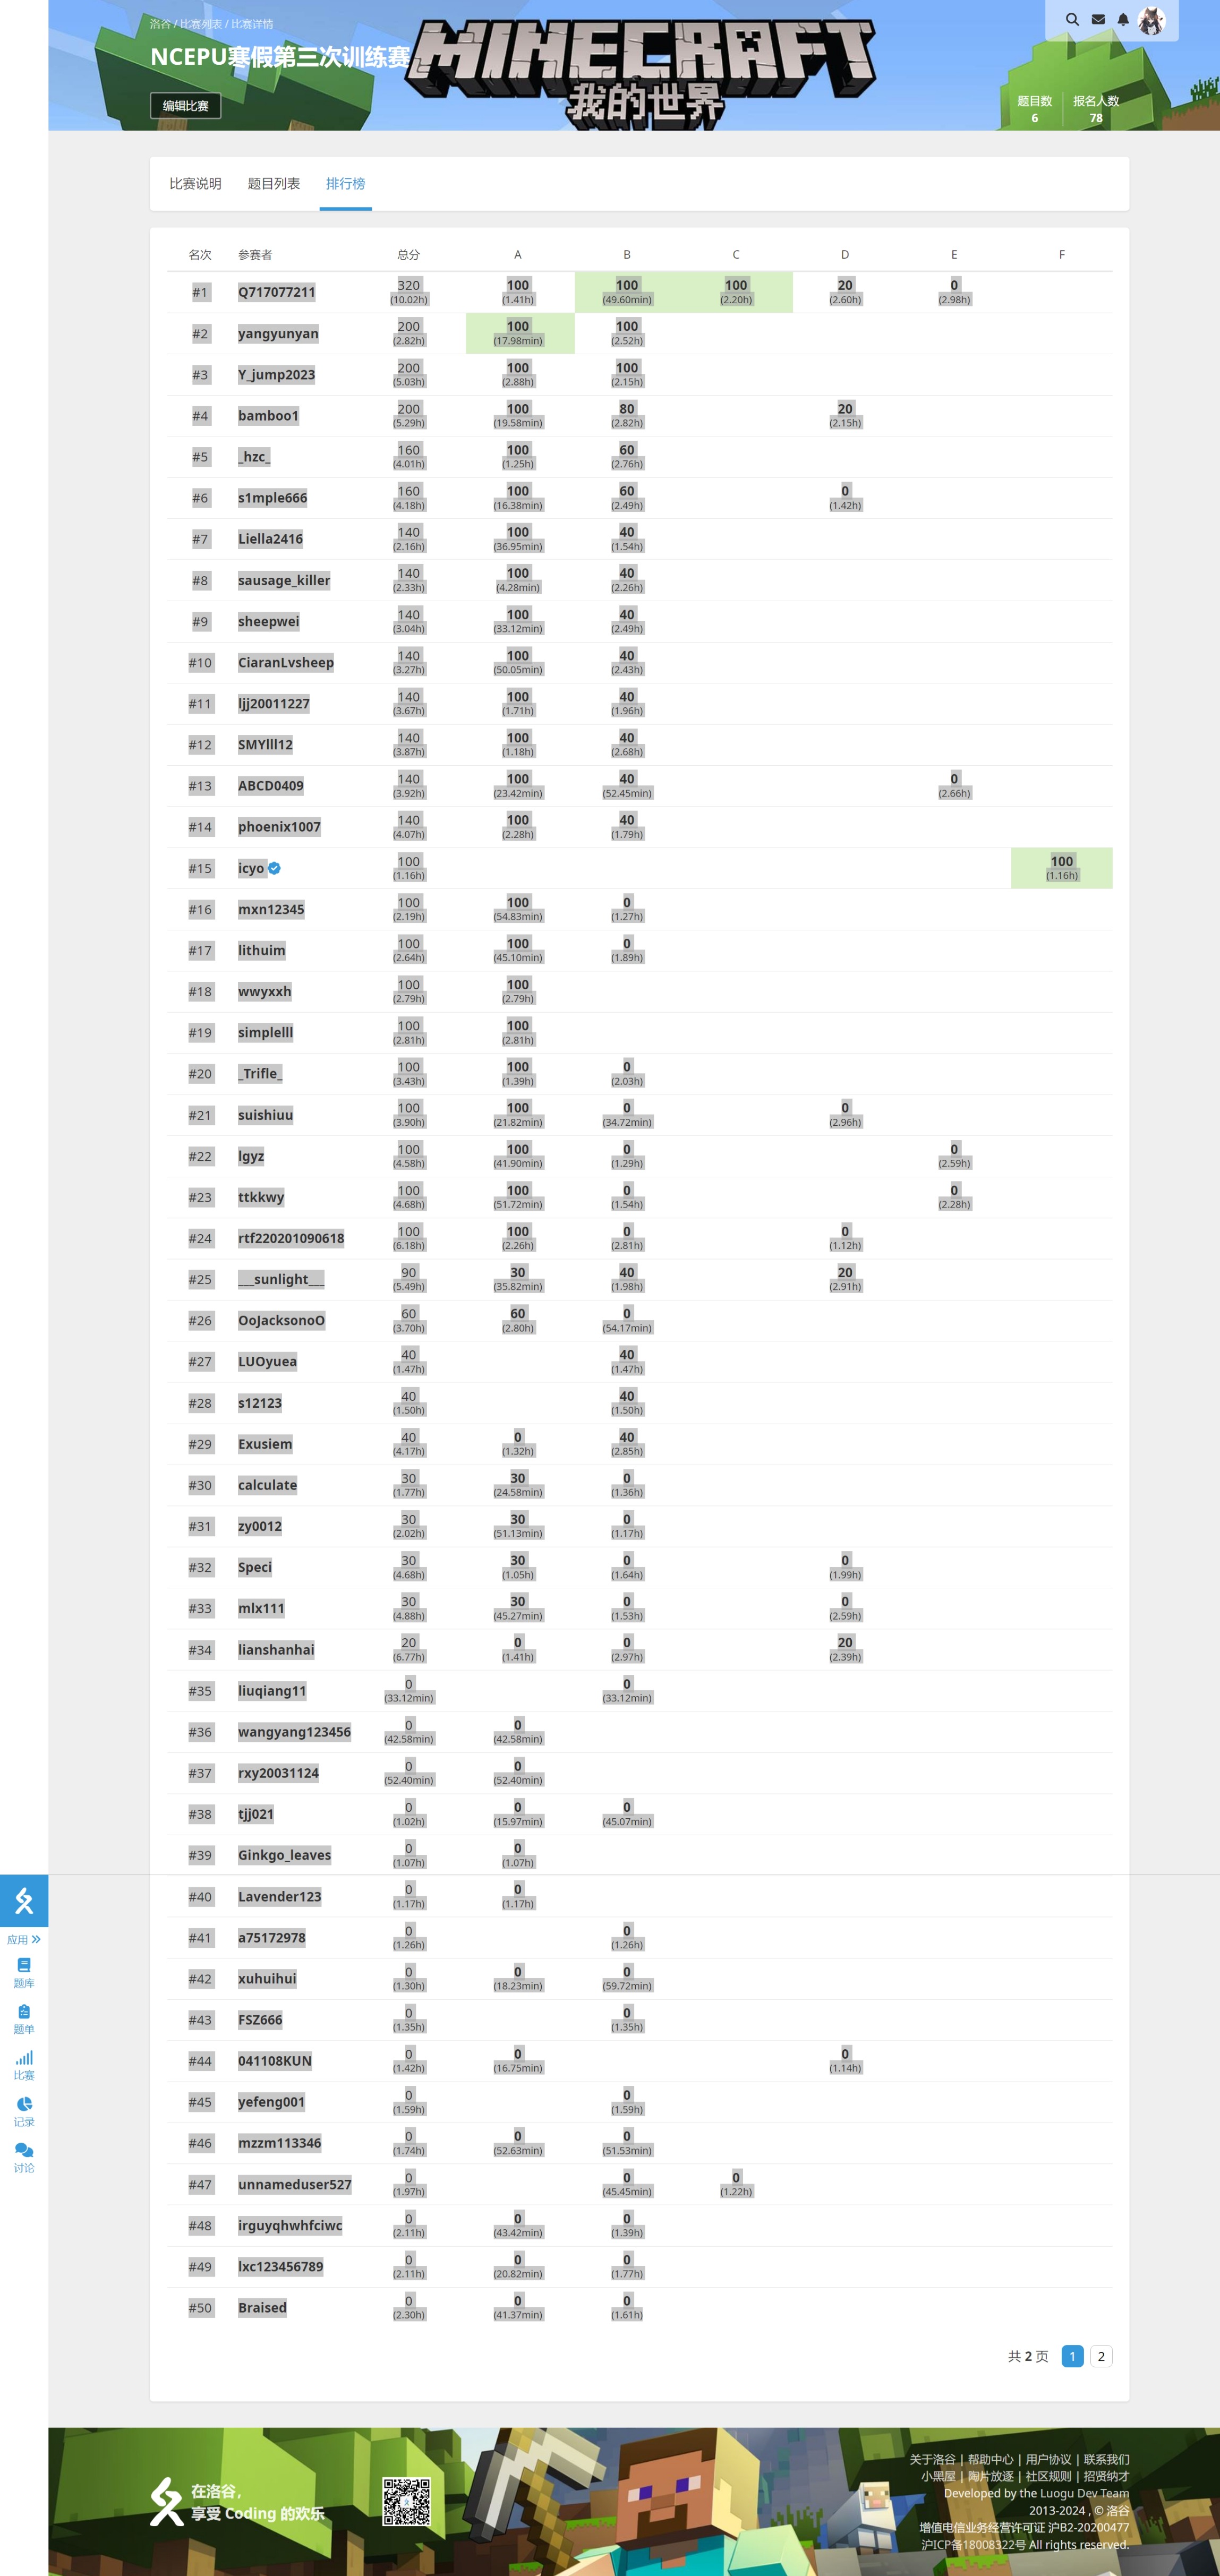 洛谷 / 比赛列表 / 比赛详情
NCEPU寒假第三次训练赛
编辑比赛
MINECRAFT
我的世界
题目数 报名人数
6 78
比赛说明 题目列表 排行榜
名次 参赛者 总分 A B C D E F
#1 Q717077211 320 100 100 100 20 0
(10.02h) (1.41h) (49.60min) (2.20h) (2.60h) (2.98h)
#2 yangyunyan 200 100 100
(2.82h) (17.98min) (2.52h)
#3 Y_jump2023 200 100 100
(5.03h) (2.88h) (2.15h)
#4 bamboo1 200 100 80 20
(5.29h) (19.58min) (2.82h) (2.15h)
#5 _hzc_ 160 100 60
(4.01h) (1.25h) (2.76h)
#6 s1mple666 160 100 60 0
(4.18h) (16.38min) (2.49h) (1.42h)
#7 Liella2416 140 100 40
(2.16h) (36.95min) (1.54h)
#8 sausage_killer 140 100 40
(2.33h) (4.28min) (2.26h)
#9 sheepwei 140 100 40
(3.04h) (33.12min) (2.49h)
#10 CiaranLvsheep 140 100 40
(3.27h) (50.05min) (2.43h)
#11 ljj20011227 140 100 40
(3.67h) (1.71h) (1.96h)
#12 SMYlll12 140 100 40
(3.87h) (1.18h) (2.68h)
#13 ABCD0409 140 100 40 0
(3.92h) (23.42min) (52.45min) (2.66h)
#14 phoenix1007 140 100 40
(4.07h) (2.28h) (1.79h)
#15 icyo 100 100
(1.16h) (1.16h)
#16 mxn12345 100 100 0
(2.19h) (54.83min) (1.27h)
#17 lithuim 100 100 0
(2.64h) (45.10min) (1.89h)
#18 wwyxxh 100 100
(2.79h) (2.79h)
#19 simplelll 100 100
(2.81h) (2.81h)
#20 _Trifle_ 100 100 0
(3.43h) (1.39h) (2.03h)
#21 suishiuu 100 100 0 0
(3.90h) (21.82min) (34.72min) (2.96h)
#22 lgyz 100 100 0 0
(4.58h) (41.90min) (1.29h) (2.59h)
#23 ttkkwy 100 100 0 0
(4.68h) (51.72min) (1.54h) (2.28h)
#24 rtf220201090618 100 100 0 0
(6.18h) (2.26h) (2.81h) (1.12h)
#25 ___sunlight___ 90 30 40 20
(5.49h) (35.82min) (1.98h) (2.91h)
#26 OoJacksonoO 60 60 0
(3.70h) (2.80h) (54.17min)
#27 LUOyuea 40 40
(1.47h) (1.47h)
#28 s12123 40 40
(1.50h) (1.50h)
#29 Exusiem 40 0 40
(4.17h) (1.32h) (2.85h)
#30 calculate 30 30 0
(1.77h) (24.58min) (1.36h)
#31 zy0012 30 30 0
(2.02h) (51.13min) (1.17h)
#32 Speci 30 30 0 0
(4.68h) (1.05h) (1.64h) (1.99h)
#33 mlx111 30 30 0 0
(4.88h) (45.27min) (1.53h) (2.59h)
#34 lianshanhai 20 0 0 20
(6.77h) (1.41h) (2.97h) (2.39h)
#35 liuqiang11 0 0
(33.12min) (33.12min)
#36 wangyang123456 0 0
(42.58min) (42.58min)
#37 rxy20031124 0 0
(52.40min) (52.40min)
#38 tjj021 0 0 0
(1.02h) (15.97min) (45.07min)
#39 Ginkgo_leaves 0 0
(1.07h) (1.07h)
#40 Lavender123 0 0
(1.17h) (1.17h)
#41 a75172978 0 0
(1.26h) (1.26h)
#42 xuhuihui 0 0 0
(1.30h) (18.23min) (59.72min)
#43 FSZ666 0 0
(1.35h) (1.35h)
#44 041108KUN 0 0 0
(1.42h) (16.75min) (1.14h)
#45 yefeng001 0 0
(1.59h) (1.59h)
#46 mzzm113346 0 0 0
(1.74h) (52.63min) (51.53min)
#47 unnameduser527 0 0 0
(1.97h) (45.45min) (1.22h)
#48 irguyqhwhfciwc 0 0 0
(2.11h) (43.42min) (1.39h)
#49 lxc123456789 0 0 0
(2.11h) (20.82min) (1.77h)
#50 Braised 0 0 0
(2.30h) (41.37min) (1.61h)
应用
题库
题单
比赛
记录
讨论
共 2 页 1 2
在洛谷，
享受 Coding 的欢乐
关于洛谷 | 帮助中心 | 用户协议 | 联系我们
小黑屋 | 陶片放逐 | 社区规则 | 招贤纳才
Developed by the Luogu Dev Team
2013-2024 , © 洛谷
增值电信业务经营许可证 沪B2-20200477
沪ICP备18008322号 All rights reserved.